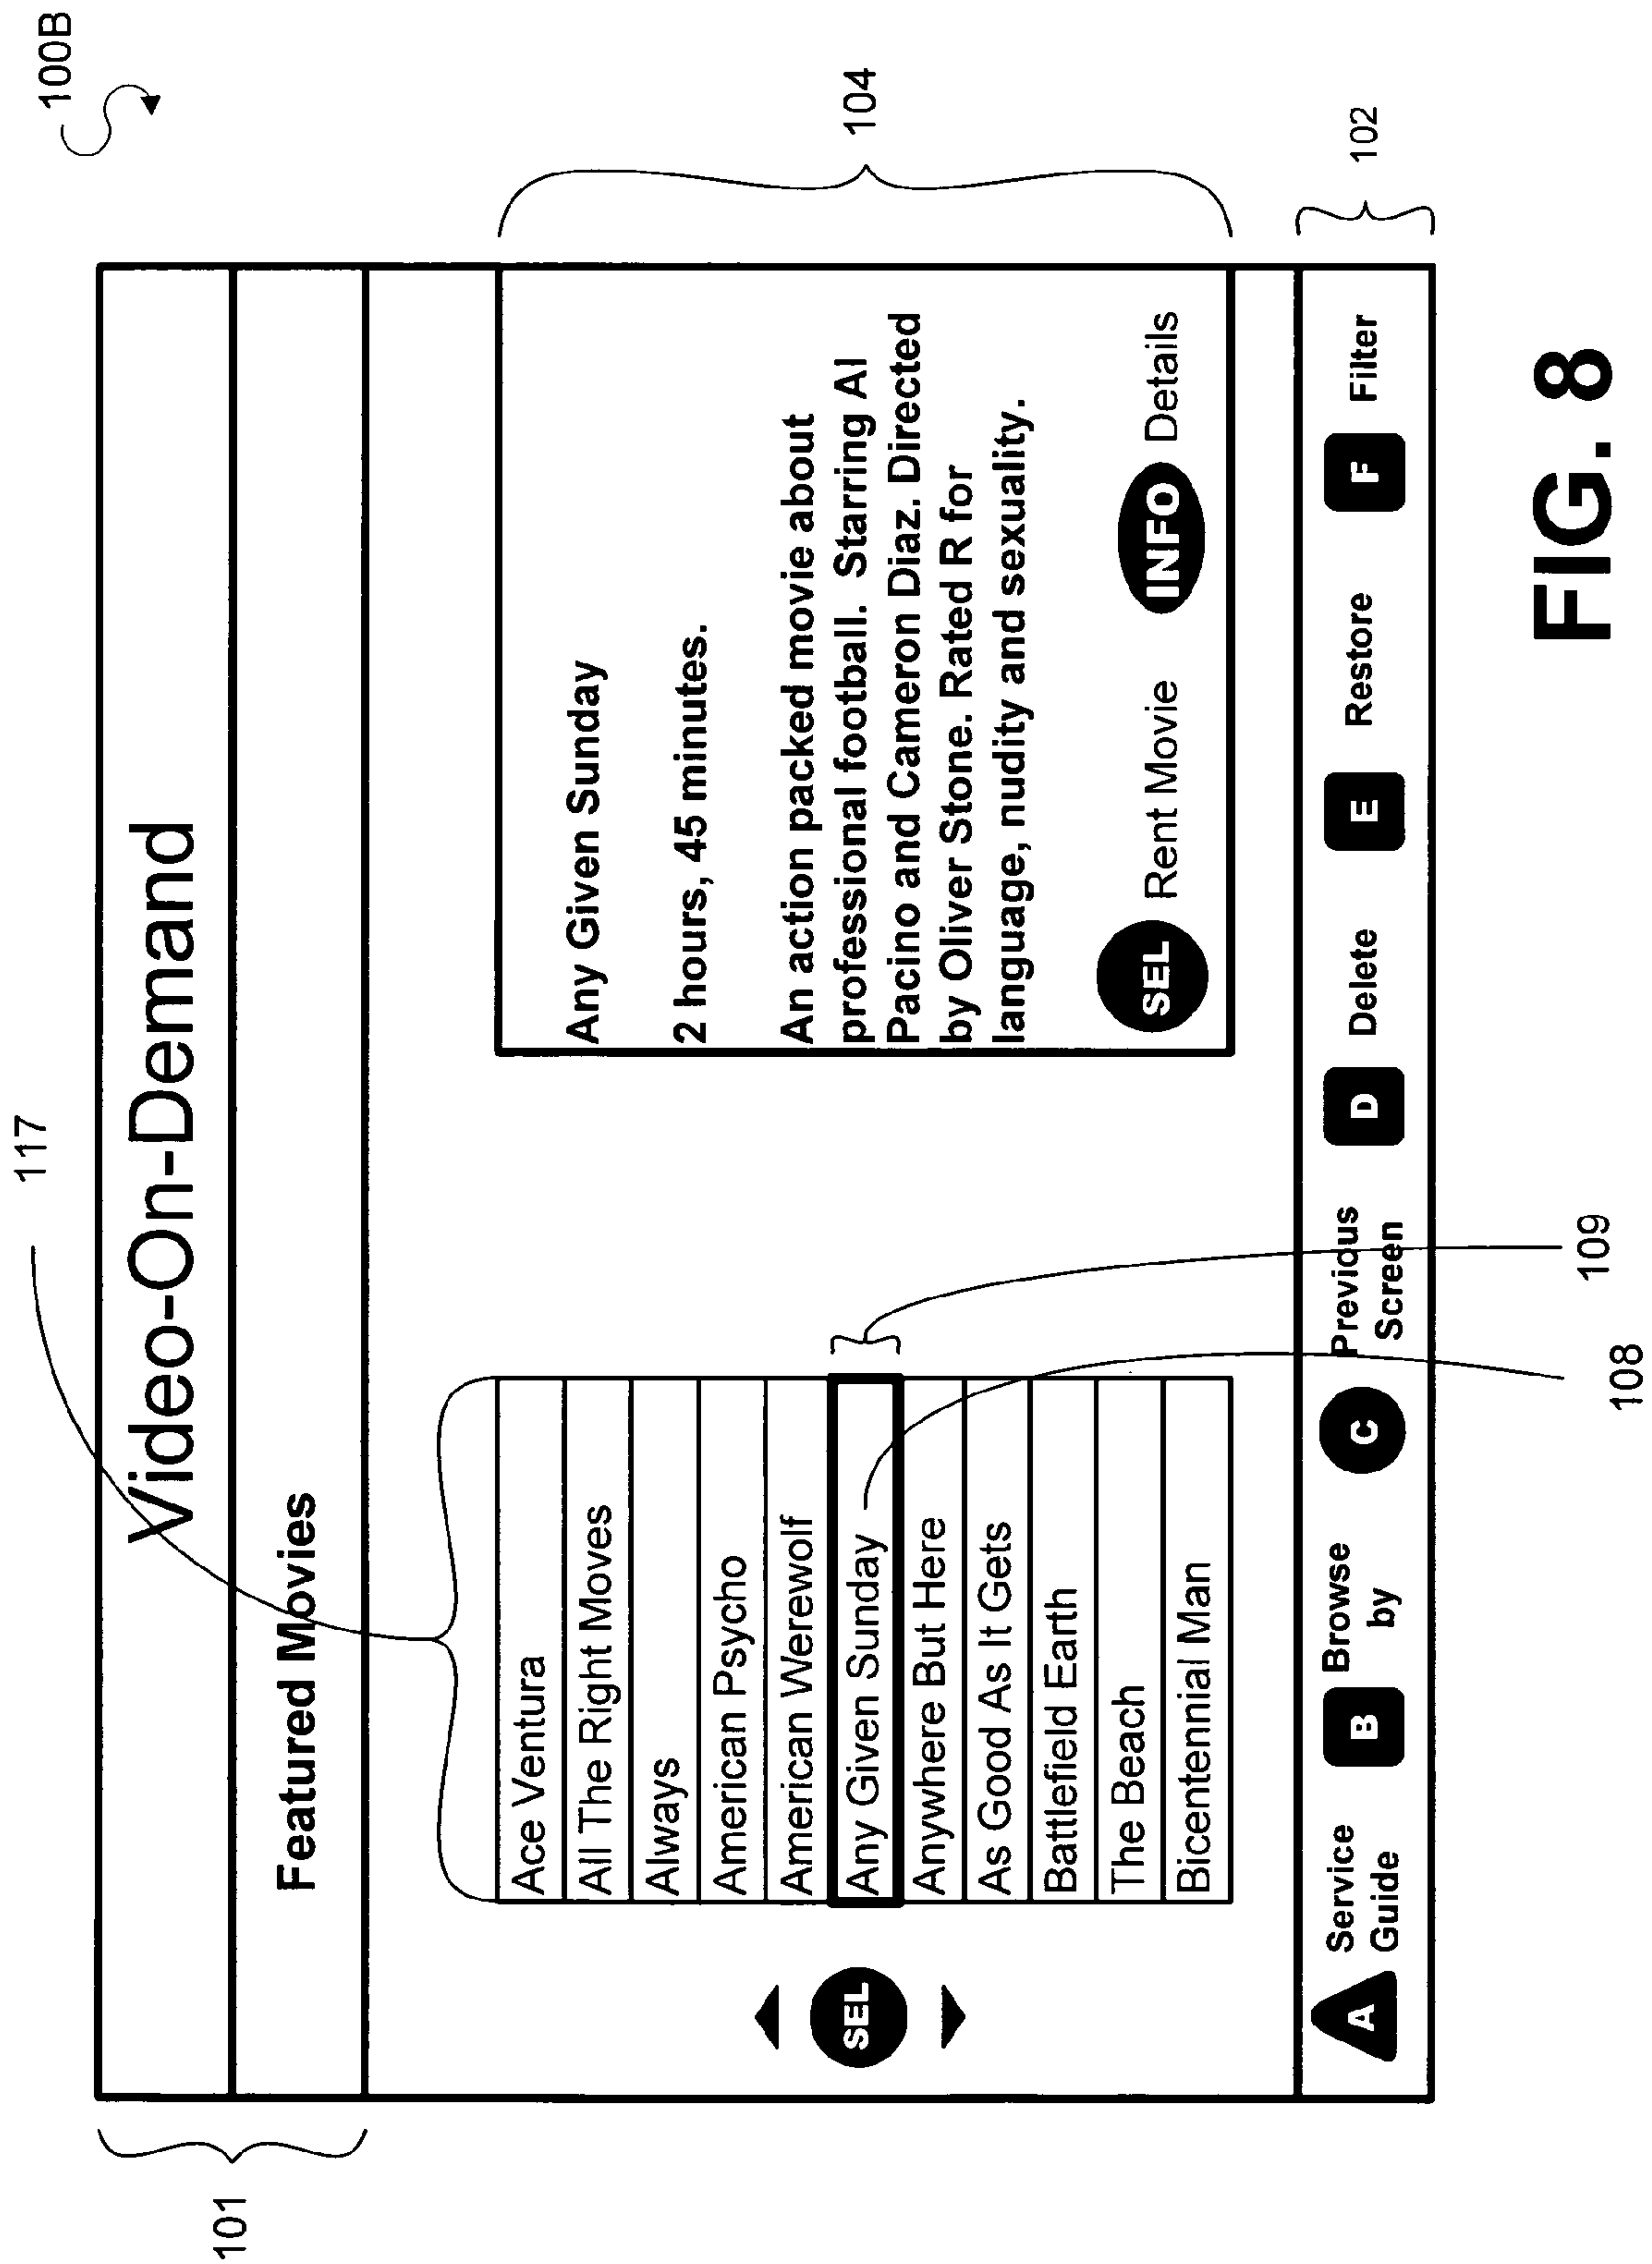 100B
117
Video-On-Demand
101
Featured Movies
Ace Ventura
All The Right Moves
Always
American Psycho
American Werewolf
Any Given Sunday
Anywhere But Here
As Good As It Gets
Battlefield Earth
The Beach
Bicentennial Man
SEL
109
108
Any Given Sunday
2 hours, 45 minutes.
An action packed movie about
professional football. Starring Al
Pacino and Cameron Diaz. Directed
by Oliver Stone. Rated R for
language, nudity and sexuality.
SEL Rent Movie INFO Details
104
A Service Guide
B Browse by
C Previous Screen
D Delete
E Restore
F Filter
102
FIG. 8